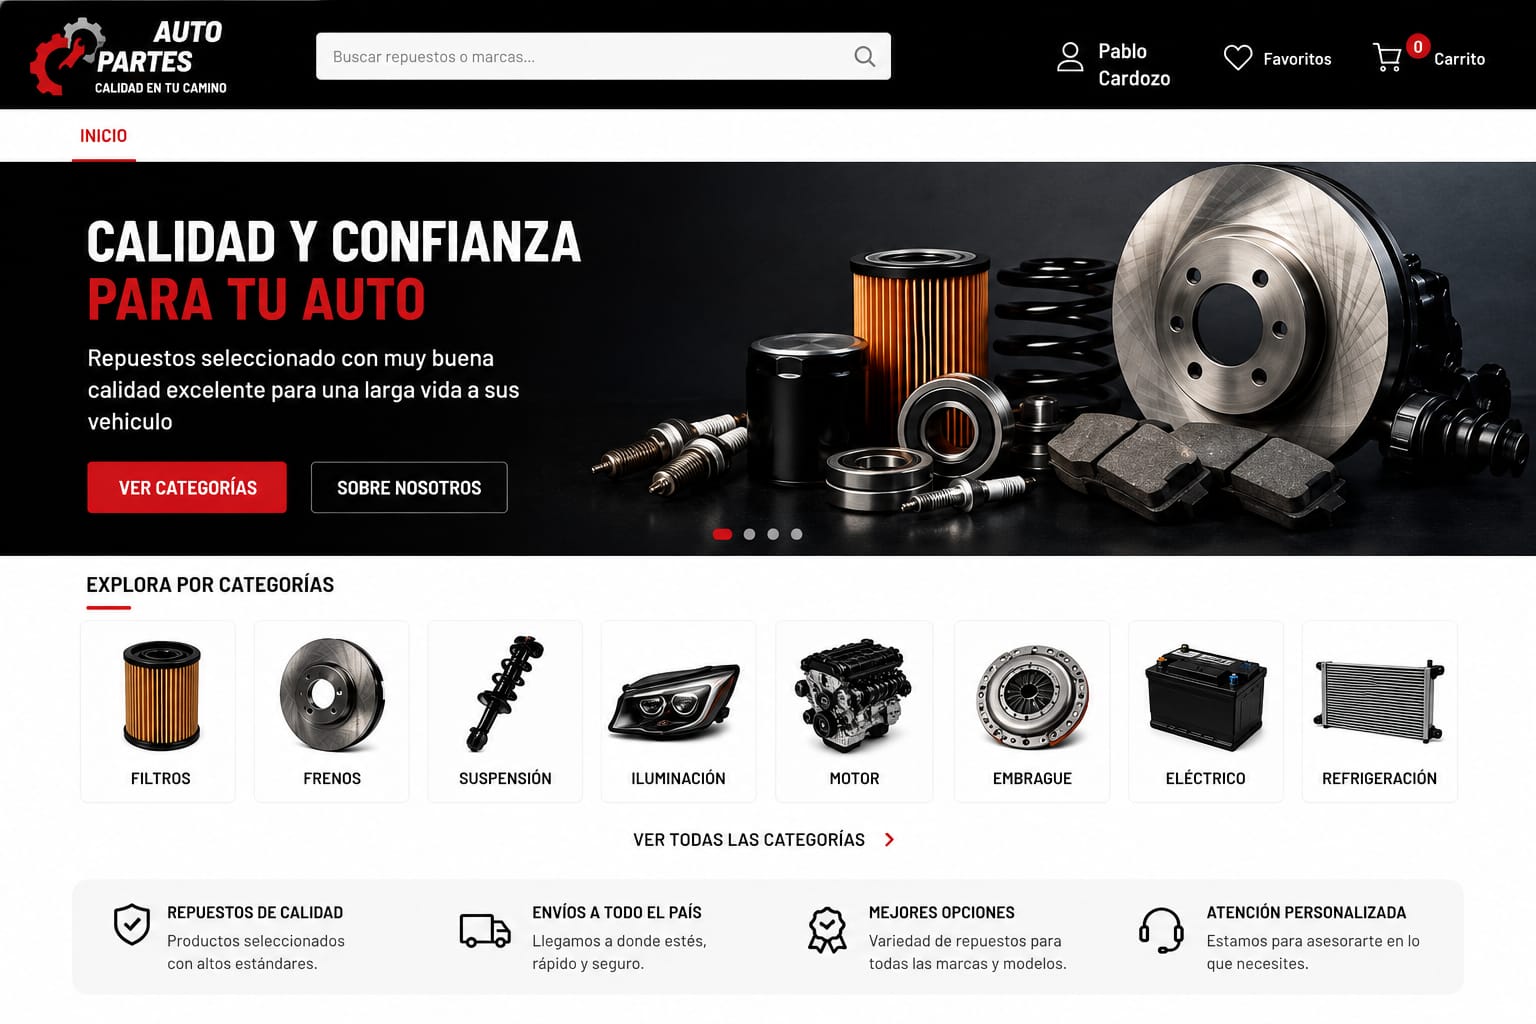 AUTO
PARTES
CALIDAD EN TU CAMINO
Buscar repuestos o marcas...
Pablo
Cardozo
Favoritos
0
Carrito
INICIO
CALIDAD Y CONFIANZA
PARA TU AUTO
Repuestos seleccionado con muy buena
calidad excelente para una larga vida a sus
vehiculo
VER CATEGORÍAS
SOBRE NOSOTROS
EXPLORA POR CATEGORÍAS
FILTROS
FRENOS
SUSPENSIÓN
ILUMINACIÓN
MOTOR
EMBRAGUE
ELÉCTRICO
REFRIGERACIÓN
VER TODAS LAS CATEGORÍAS
REPUESTOS DE CALIDAD
Productos seleccionados
con altos estándares.
ENVÍOS A TODO EL PAÍS
Llegamos a donde estés,
rápido y seguro.
MEJORES OPCIONES
Variedad de repuestos para
todas las marcas y modelos.
ATENCIÓN PERSONALIZADA
Estamos para asesorarte en lo
que necesites.